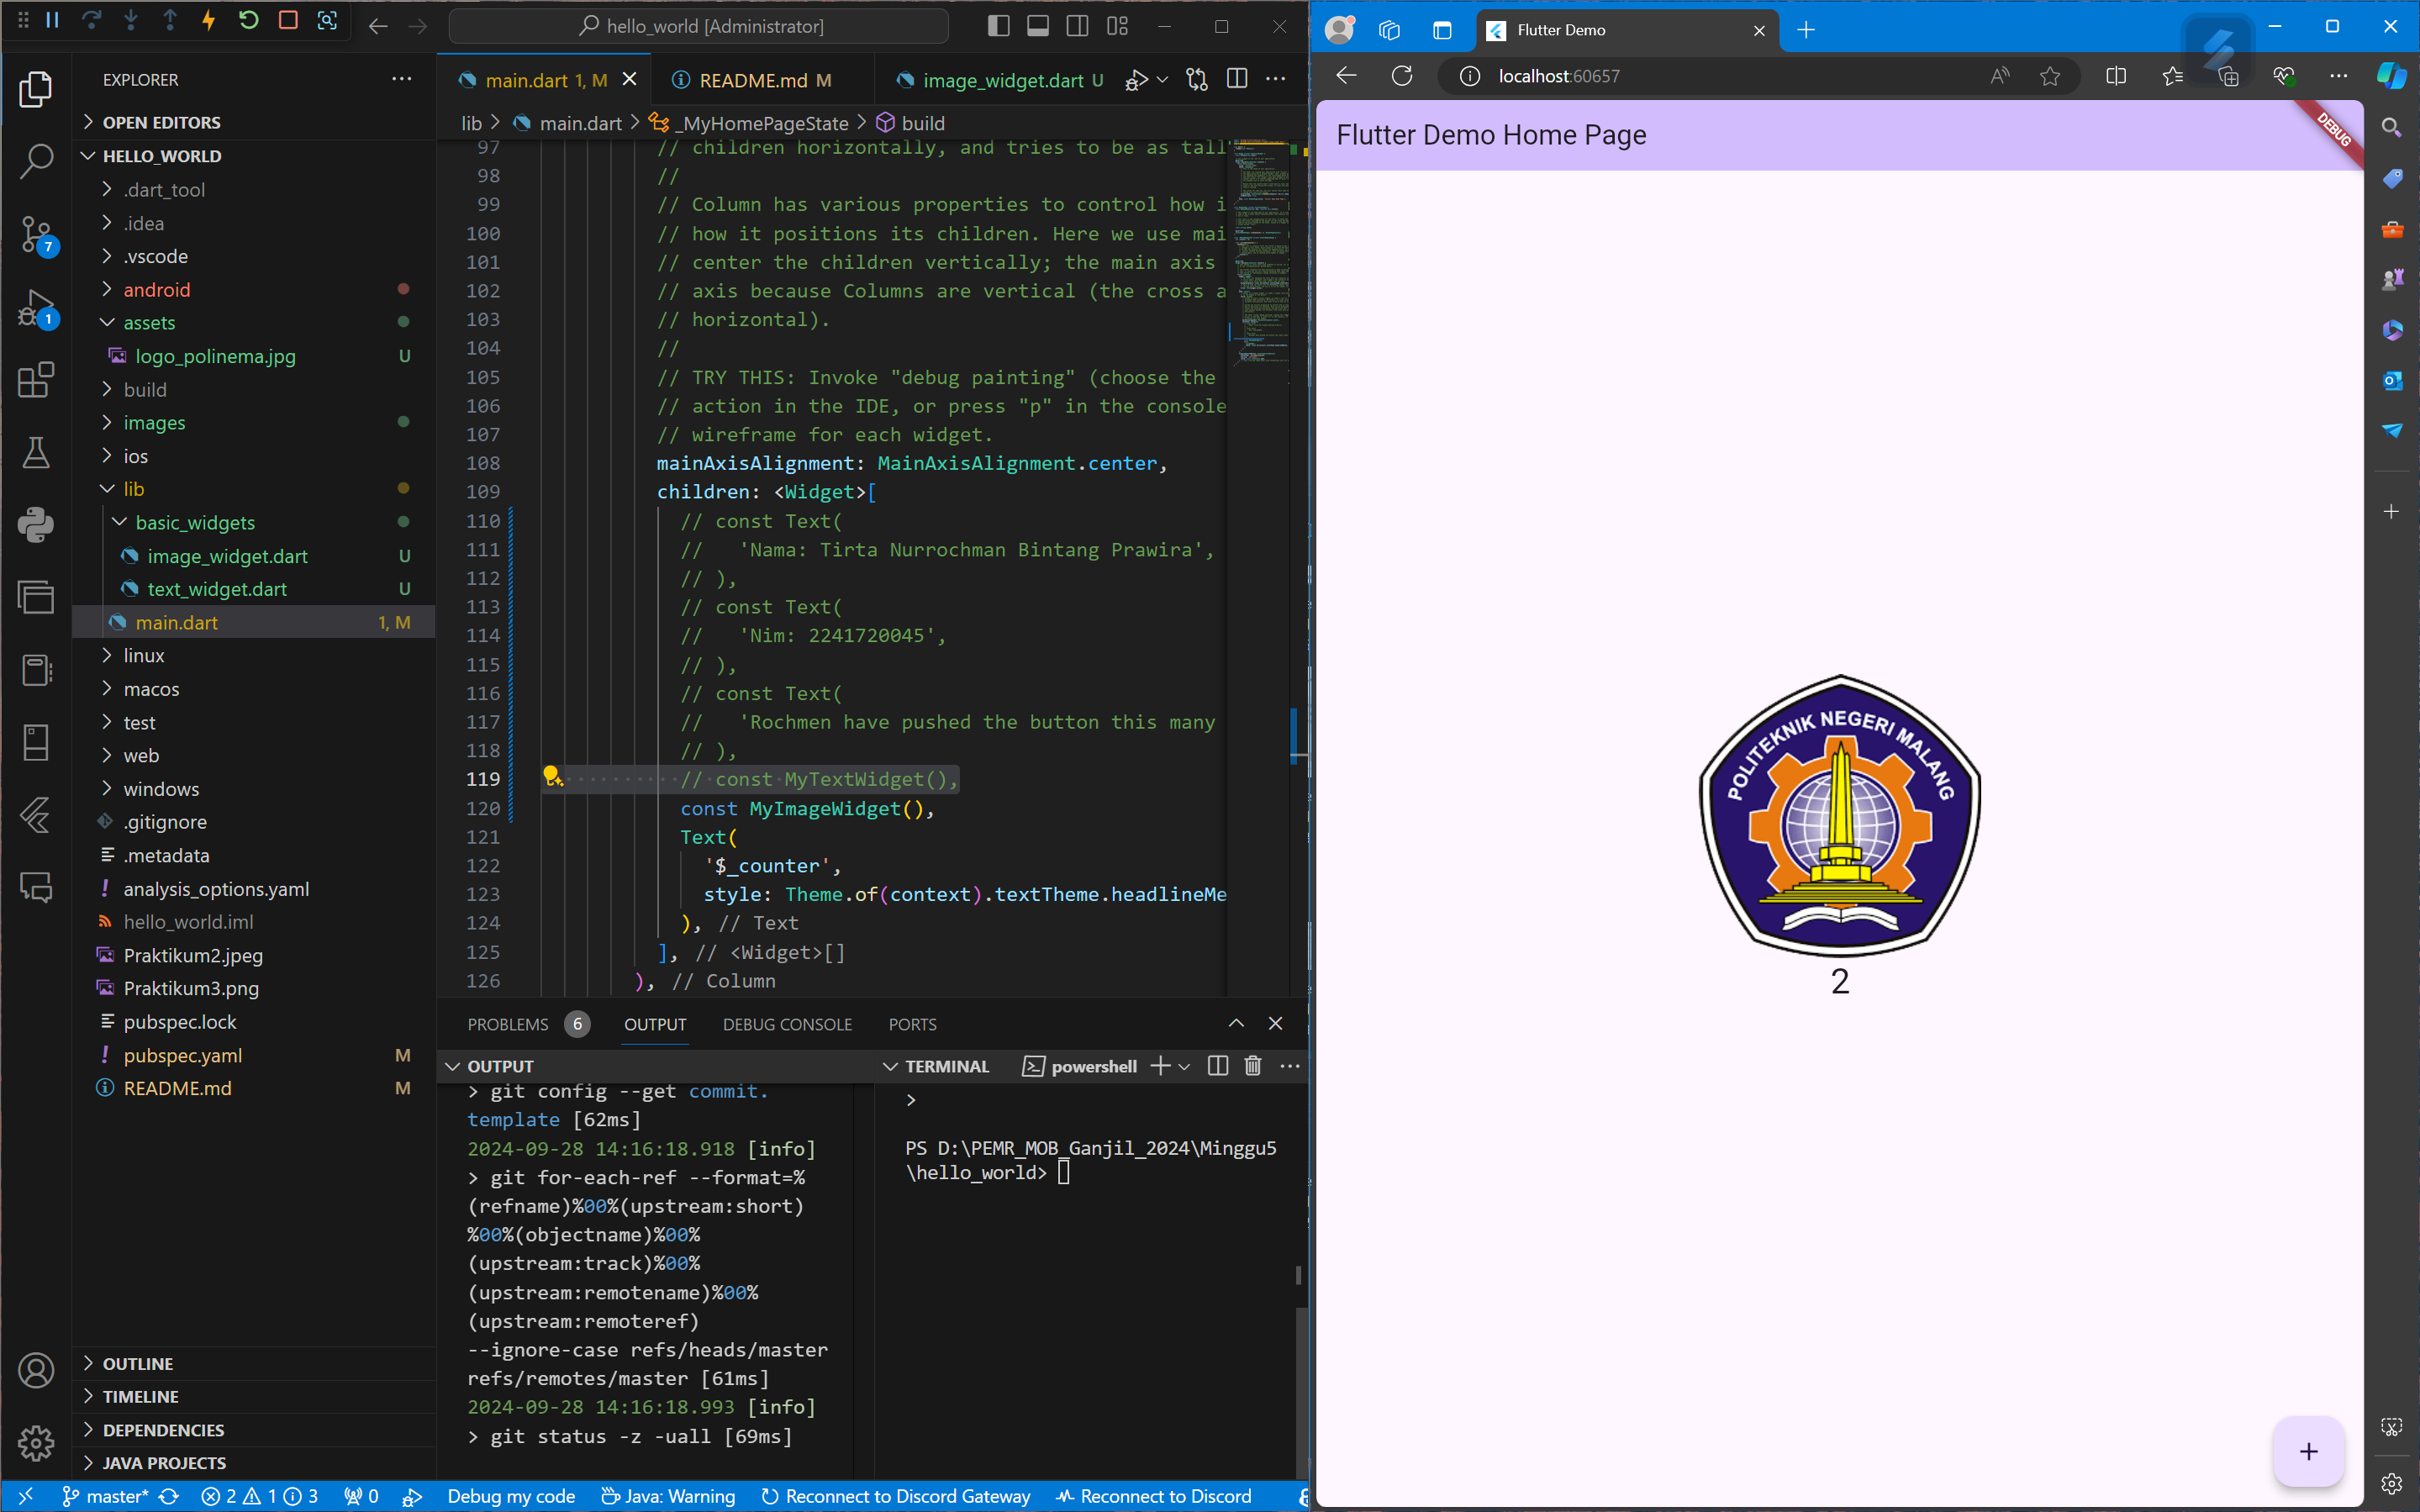 hello_world [Administrator]
EXPLORER
OPEN EDITORS
HELLO_WORLD
.dart_tool
.idea
.vscode
android
assets
logo_polinema.jpg U
build
images
ios
lib
basic_widgets
image_widget.dart U
text_widget.dart U
main.dart 1, M
linux
macos
test
web
windows
.gitignore
.metadata
analysis_options.yaml
hello_world.iml
Praktikum2.jpeg
Praktikum3.png
pubspec.lock
pubspec.yaml M
README.md M
OUTLINE
TIMELINE
DEPENDENCIES
JAVA PROJECTS
7
1
main.dart 1, M
README.md M
image_widget.dart U
lib > main.dart > _MyHomePageState > build
97 // children horizontally, and tries to be as tall
98 //
99 // Column has various properties to control how i
100 // how it positions its children. Here we use mai
101 // center the children vertically; the main axis
102 // axis because Columns are vertical (the cross a
103 // horizontal).
104 //
105 // TRY THIS: Invoke "debug painting" (choose the
106 // action in the IDE, or press "p" in the console
107 // wireframe for each widget.
108 mainAxisAlignment: MainAxisAlignment.center,
109 children: <Widget>[
110 // const Text(
111 //   'Nama: Tirta Nurrochman Bintang Prawira',
112 // ),
113 // const Text(
114 //   'Nim: 2241720045',
115 // ),
116 // const Text(
117 //   'Rochmen have pushed the button this many
118 // ),
119 // const MyTextWidget(),
120 const MyImageWidget(),
121 Text(
122 '$_counter',
123 style: Theme.of(context).textTheme.headlineMe
124 ), // Text
125 ], // <Widget>[]
126 ), // Column
PROBLEMS 6 OUTPUT DEBUG CONSOLE PORTS
OUTPUT
> git config --get commit.
template [62ms]
2024-09-28 14:16:18.918 [info]
> git for-each-ref --format=%
(refname)%00%(upstream:short)
%00%(objectname)%00%
(upstream:track)%00%
(upstream:remotename)%00%
(upstream:remoteref)
--ignore-case refs/heads/master
refs/remotes/master [61ms]
2024-09-28 14:16:18.993 [info]
> git status -z -uall [69ms]
TERMINAL powershell
>
PS D:\PEMR_MOB_Ganjil_2024\Minggu5
\hello_world>
master* 2 1 3 0 Debug my code Java: Warning Reconnect to Discord Gateway Reconnect to Discord
Flutter Demo
localhost:60657
Flutter Demo Home Page
DEBUG
POLITEKNIK NEGERI MALANG
2